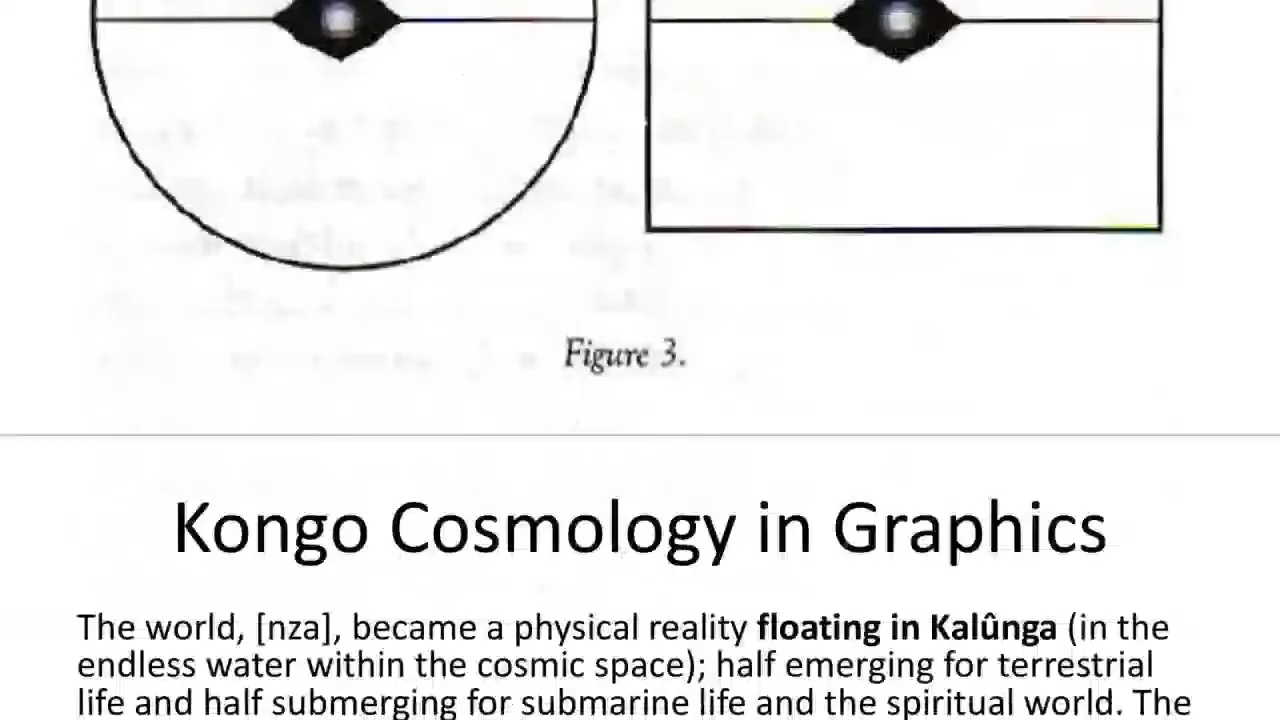 Figure 3.
Kongo Cosmology in Graphics
The world, [nza], became a physical reality floating in Kalûnga (in the
endless water within the cosmic space); half emerging for terrestrial
life and half submerging for submarine life and the spiritual world. The